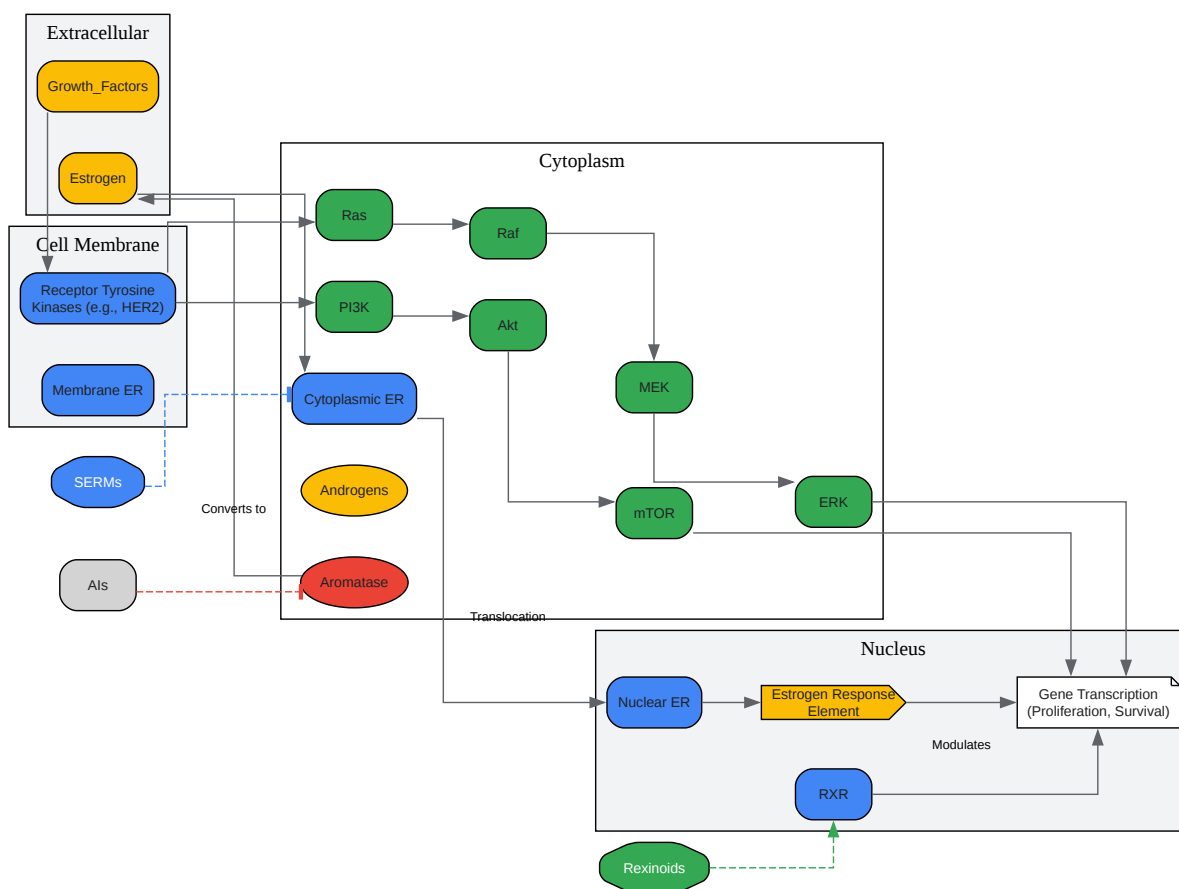 Extracellular
Growth_Factors
Estrogen
Cell Membrane
Receptor Tyrosine
Kinases (e.g., HER2)
Membrane ER
SERMs
AIs
Converts to
Cytoplasm
Ras
Raf
PI3K
Akt
MEK
Cytoplasmic ER
Androgens
mTOR
ERK
Aromatase
Translocation
Nucleus
Nuclear ER
Estrogen Response
Element
Gene Transcription
(Proliferation, Survival)
Modulates
RXR
Rexinoids